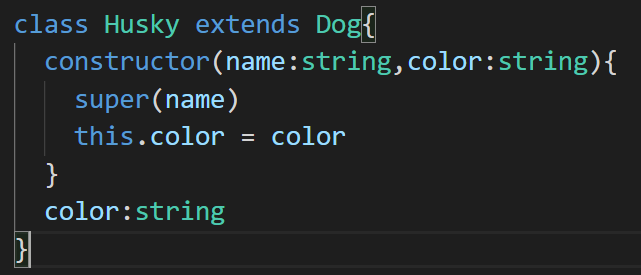 class Husky extends Dog{
  constructor(name:string,color:string){
    super(name)
    this.color = color
  }
  color:string
}